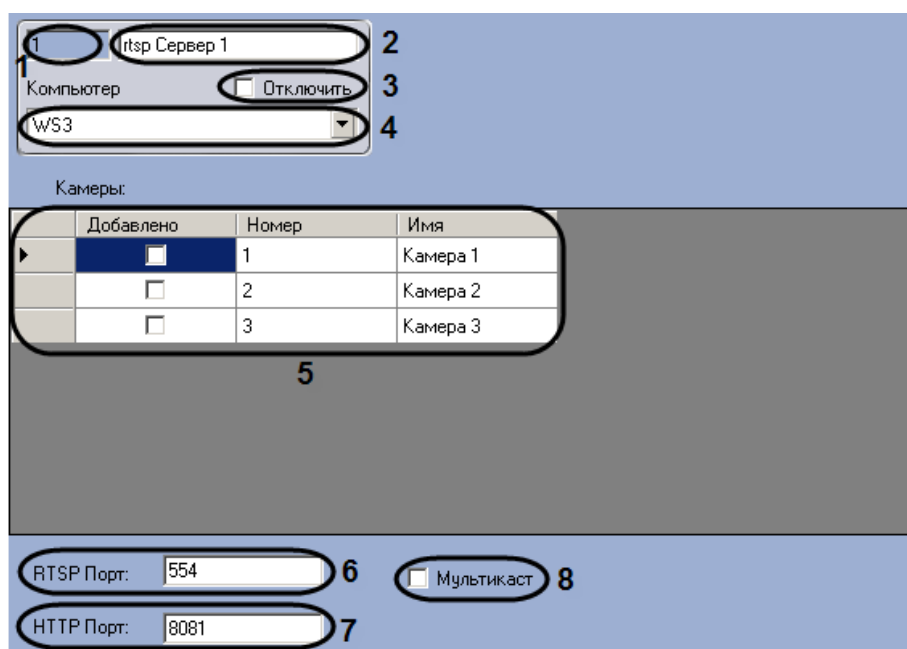 1 rtsp Сервер 1 2
1
Компьютер Отключить 3
WS3 4
Камеры:
Добавлено Номер Имя
1 Камера 1
2 Камера 2
3 Камера 3
5
RTSP Порт: 554 6 Мультикаст 8
HTTP Порт: 8081 7